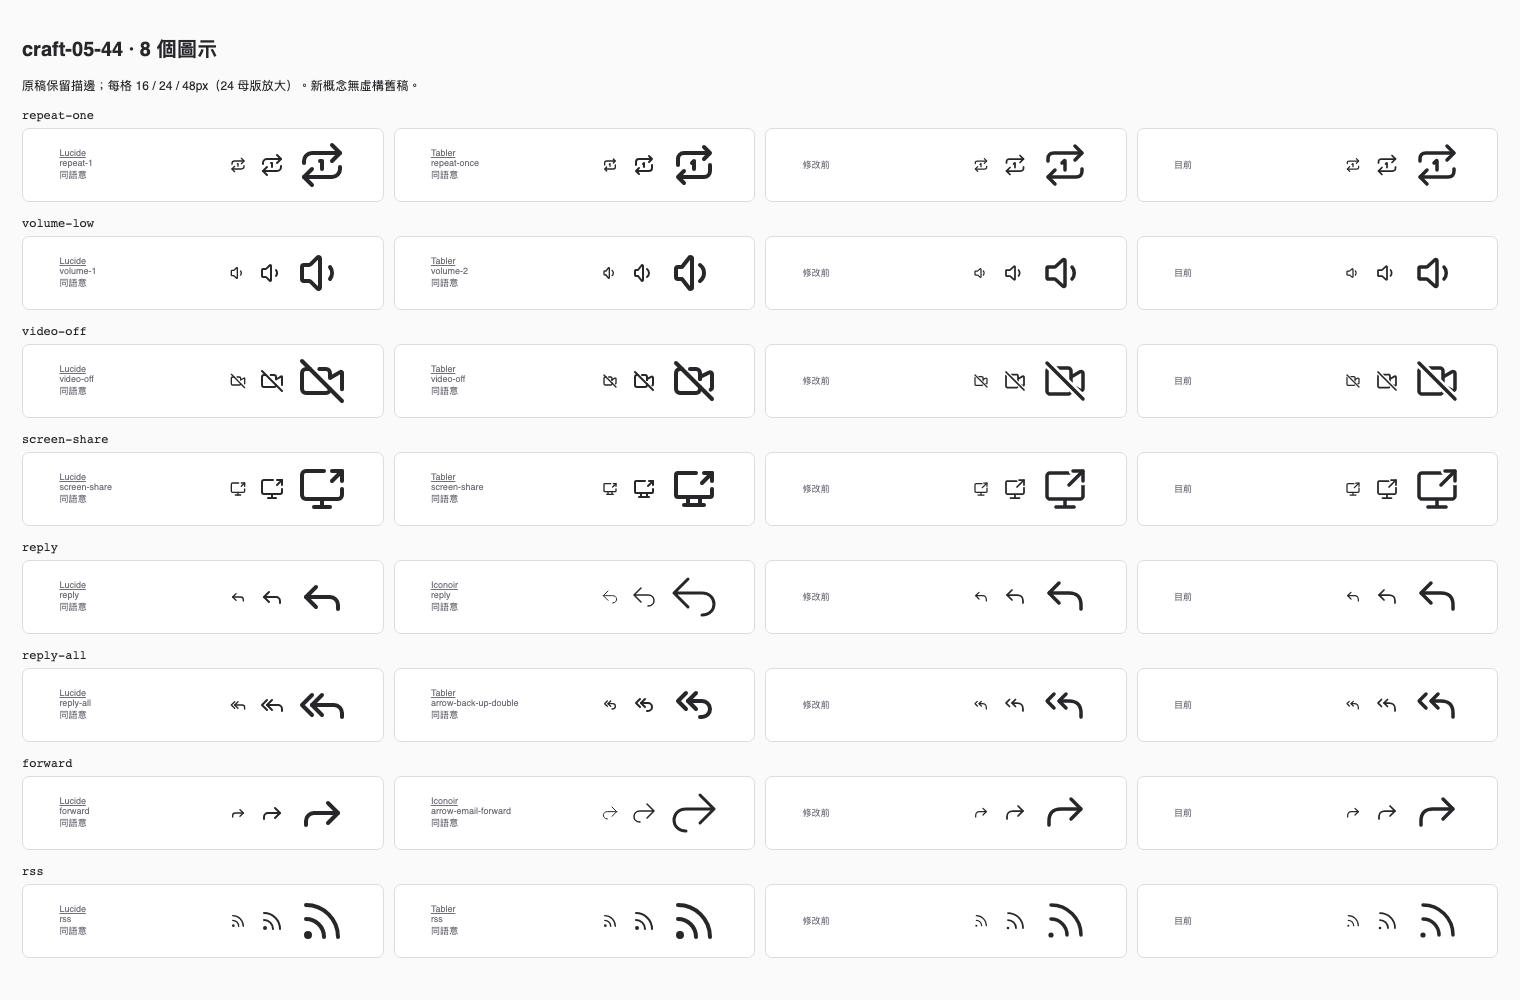 craft-05-44 · 8 個圖示
原稿保留描邊；每格 16 / 24 / 48px（24 母版放大）。新概念無虛構舊稿。
repeat-one
Lucide
repeat-1
同語意
Tabler
repeat-once
同語意
修改前
目前
volume-low
Lucide
volume-1
同語意
Tabler
volume-2
同語意
修改前
目前
video-off
Lucide
video-off
同語意
Tabler
video-off
同語意
修改前
目前
screen-share
Lucide
screen-share
同語意
Tabler
screen-share
同語意
修改前
目前
reply
Lucide
reply
同語意
Iconoir
reply
同語意
修改前
目前
reply-all
Lucide
reply-all
同語意
Tabler
arrow-back-up-double
同語意
修改前
目前
forward
Lucide
forward
同語意
Iconoir
arrow-email-forward
同語意
修改前
目前
rss
Lucide
rss
同語意
Tabler
rss
同語意
修改前
目前